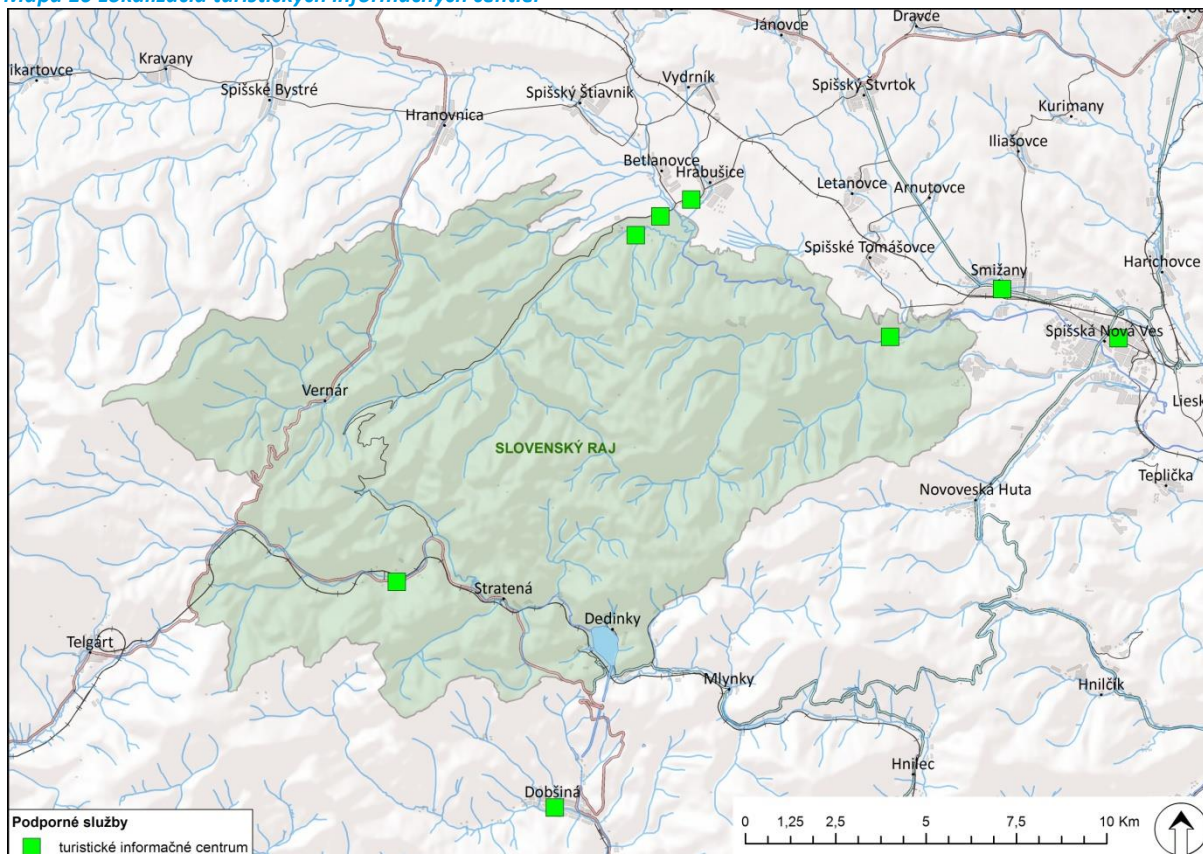 Mapa 10 Lokalizácia turistických informačných centier
Jánovce
Dravce
Kravany
Vydrník
Spišské Bystré
Spišský Štiavnik
Spišský Štvrtok
Kurimany
Hranovnica
Iliašovce
Betlanovce
Hrabušice
Letanovce
Arnutovce
Spišské Tomášovce
Smižany
Harichovce
Spišská Nová Ves
Vernár
Liesk
SLOVENSKÝ RAJ
Teplička
Novoveská Huta
Stratená
Dedinky
Telgárt
Mlynky
Hnilčík
Hnilec
Dobšiná
Podporné služby
turistické informačné centrum
0 1,25 2,5 5 7,5 10 Km